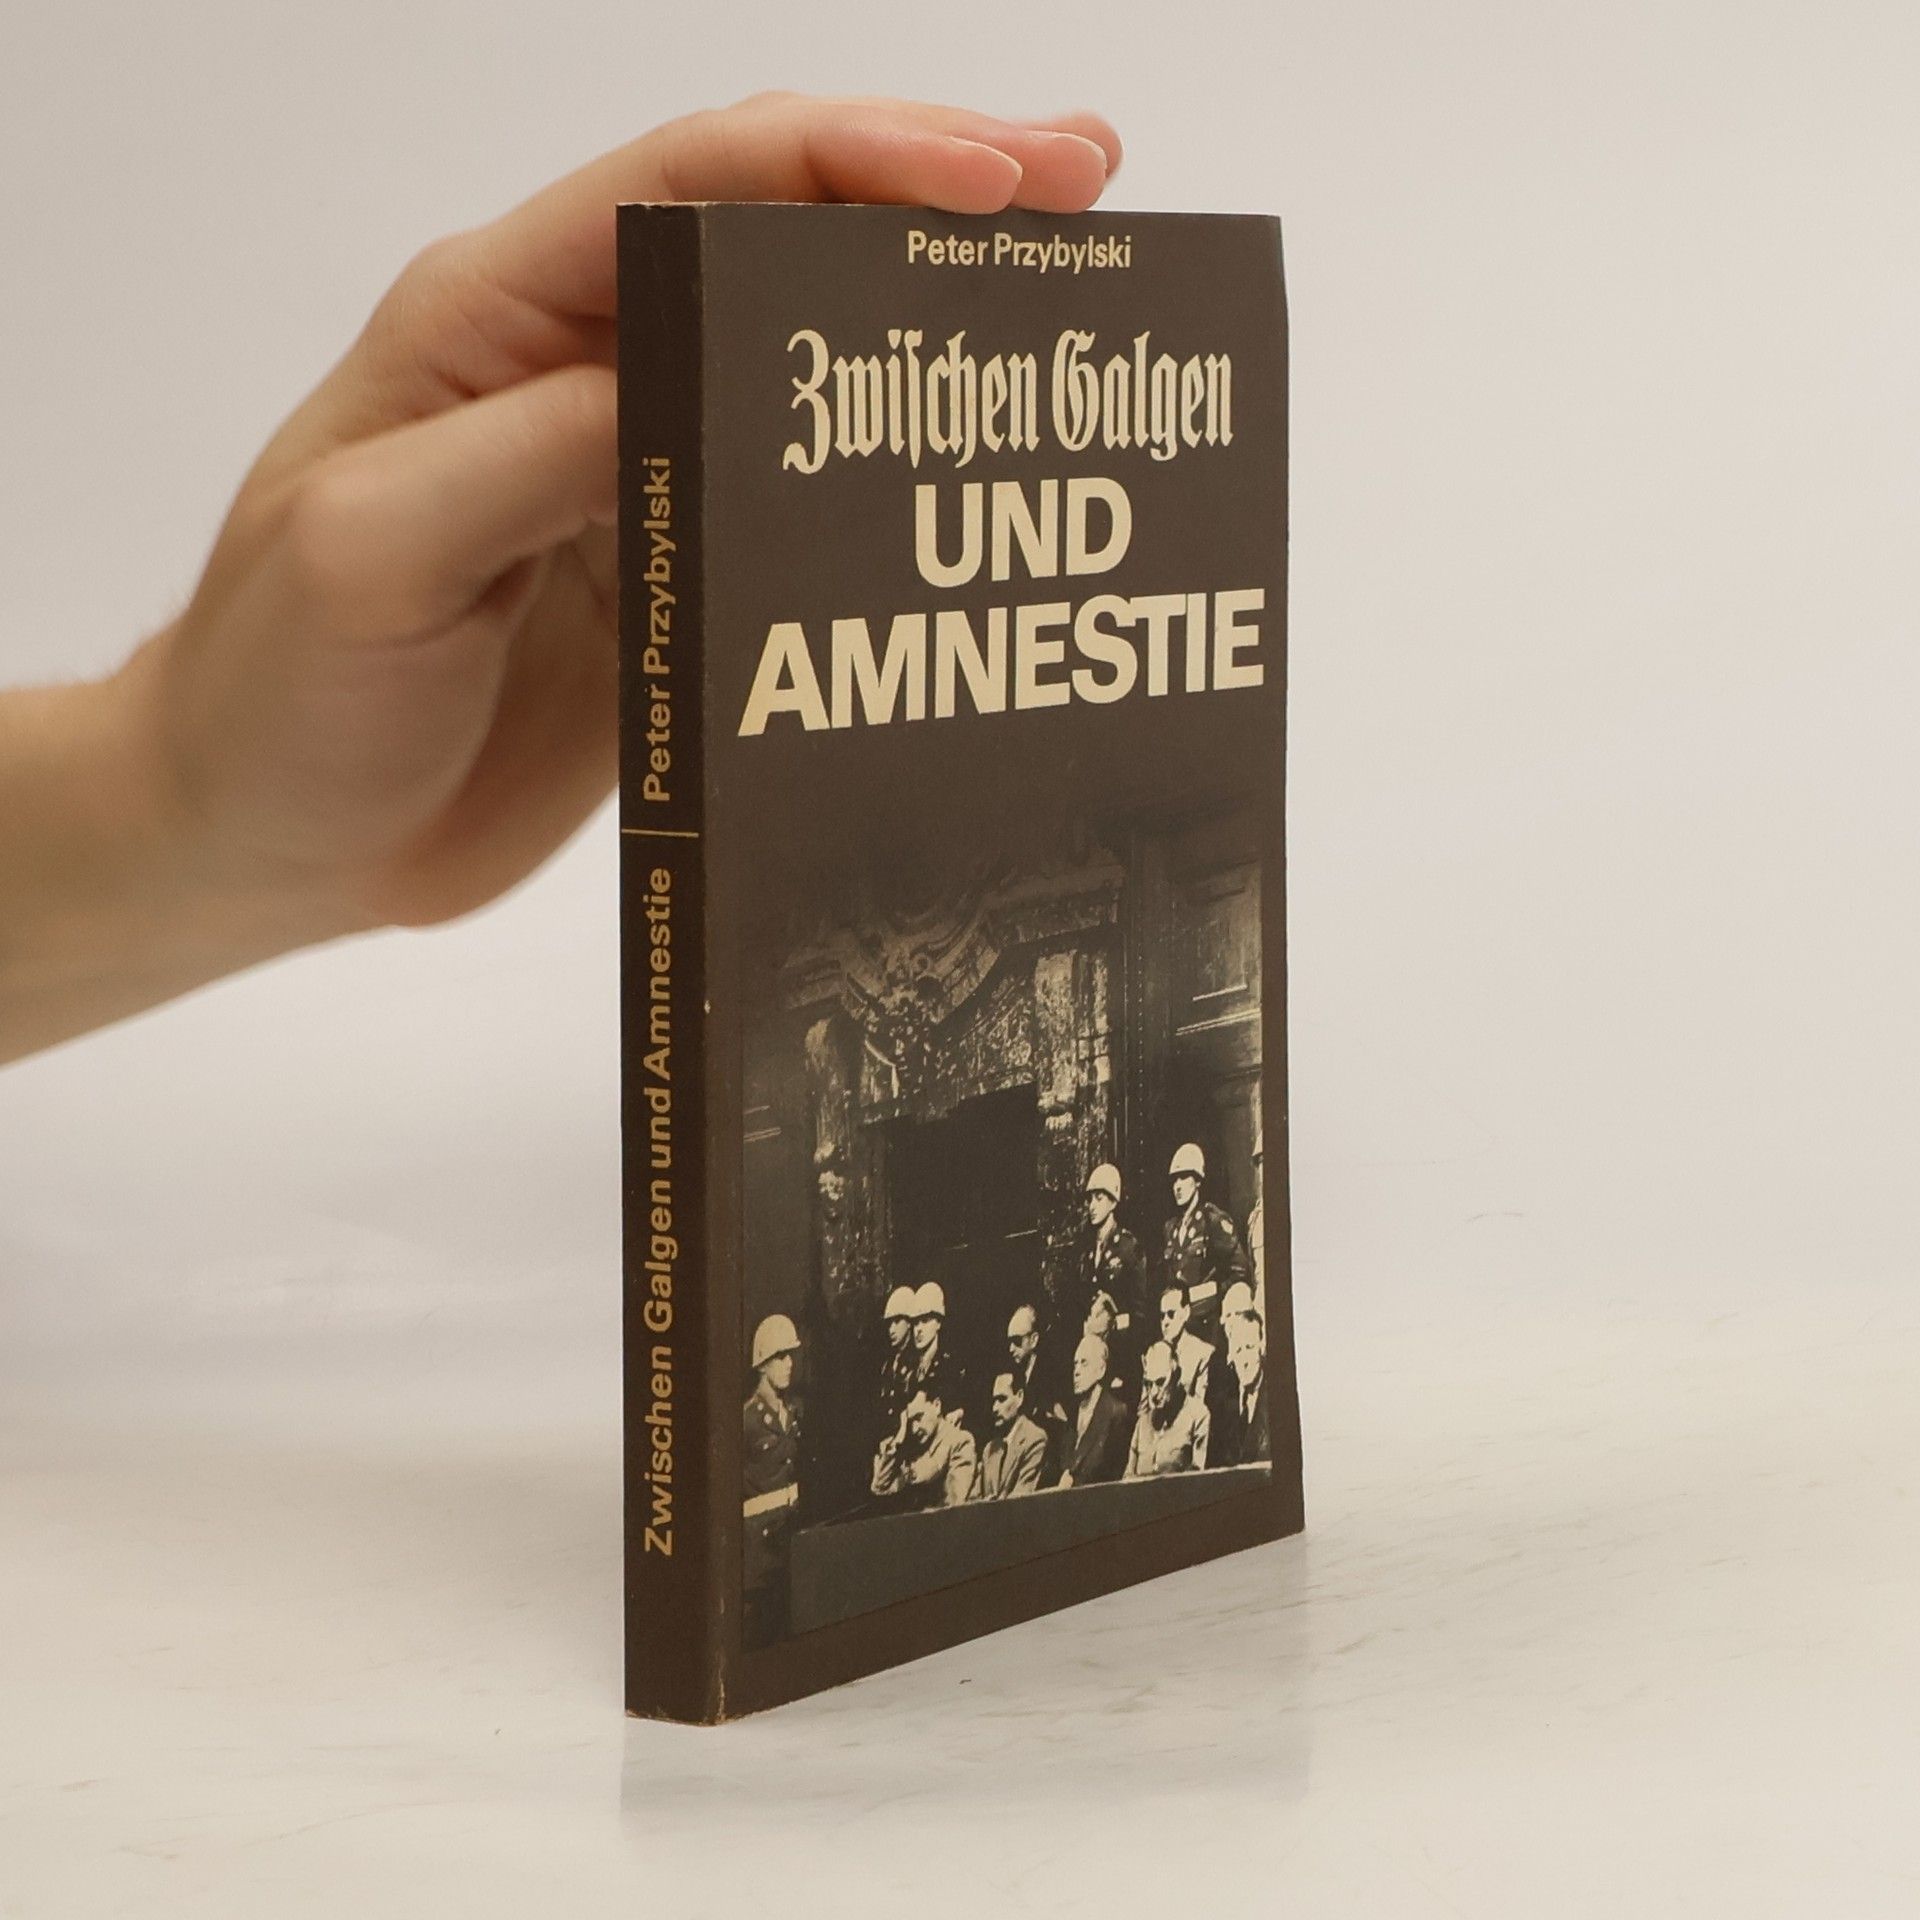 Peter Przybylski
Zwiſchen Galgen
UND
AMNESTIE
Zwischen Galgen und Amnestie | Peter Przybylski